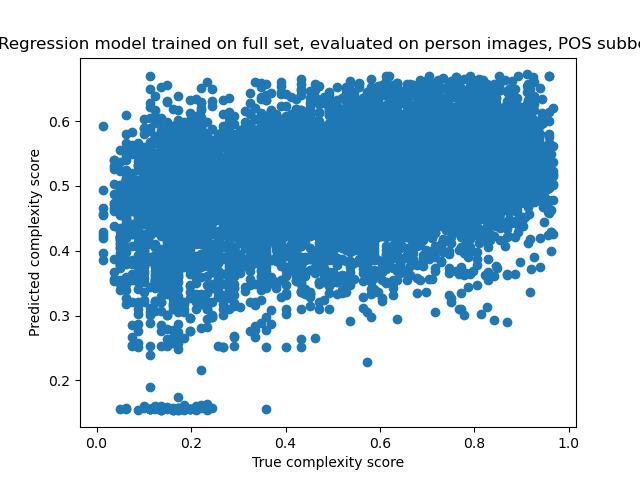 Regression model trained on full set, evaluated on person images, POS
Predicted complexity score
0.6
0.5
0.4
0.3
0.2
0.0 0.2 0.4 0.6 0.8 1.0
True complexity score